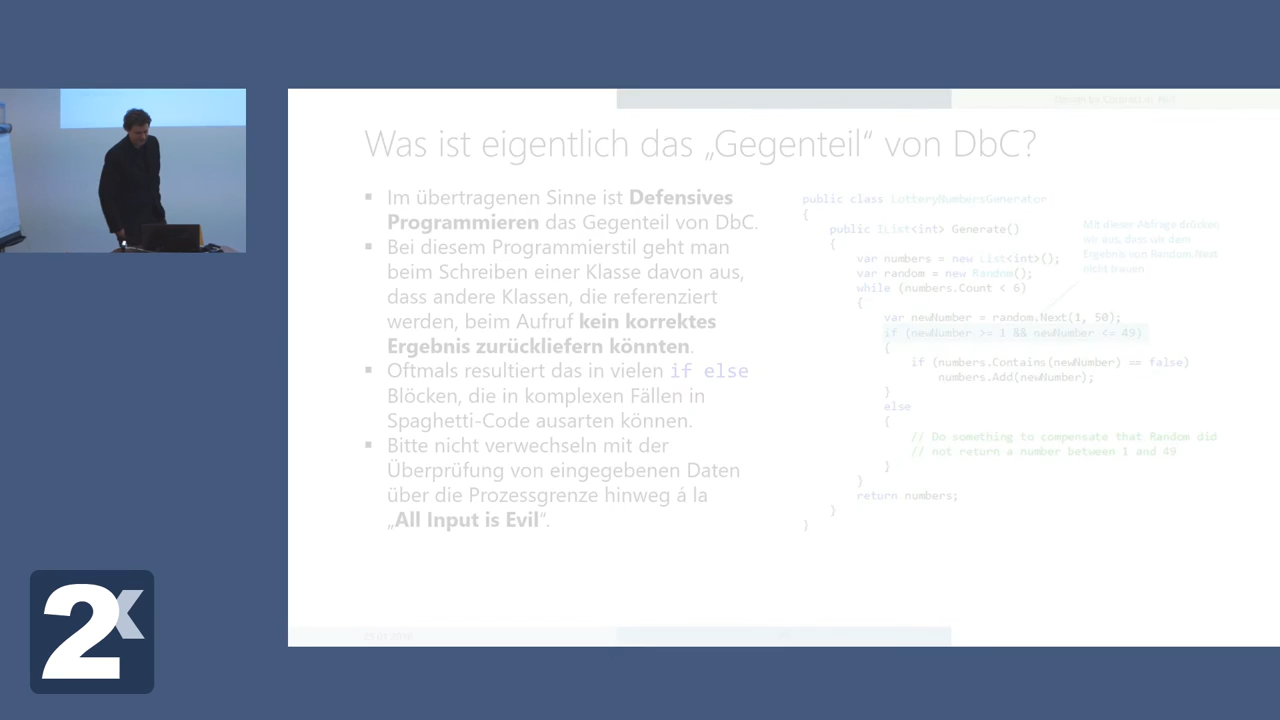 Design by Contract in .NET
Was ist eigentlich das „Gegenteil“ von DbC?
▪ Im übertragenen Sinne ist Defensives
Programmieren das Gegenteil von DbC.
▪ Bei diesem Programmierstil geht man
beim Schreiben einer Klasse davon aus,
dass andere Klassen, die referenziert
werden, beim Aufruf kein korrektes
Ergebnis zurückliefern könnten.
▪ Oftmals resultiert das in vielen if else
Blöcken, die in komplexen Fällen in
Spaghetti-Code ausarten können.
▪ Bitte nicht verwechseln mit der
Überprüfung von eingegebenen Daten
über die Prozessgrenze hinweg á la
„All Input is Evil“.
public class LotteryNumbersGenerator
{
public IList<int> Generate()
{
var numbers = new List<int>();
var random = new Random();
while (numbers.Count < 6)
{
var newNumber = random.Next(1, 50);
if (newNumber >= 1 && newNumber <= 49)
{
if (numbers.Contains(newNumber) == false)
numbers.Add(newNumber);
}
else
{
// Do something to compensate that Random did
// not return a number between 1 and 49
}
}
return numbers;
}
}
Mit dieser Abfrage drücken
wir aus, dass wir dem
Ergebnis von Random.Next
nicht trauen
2x